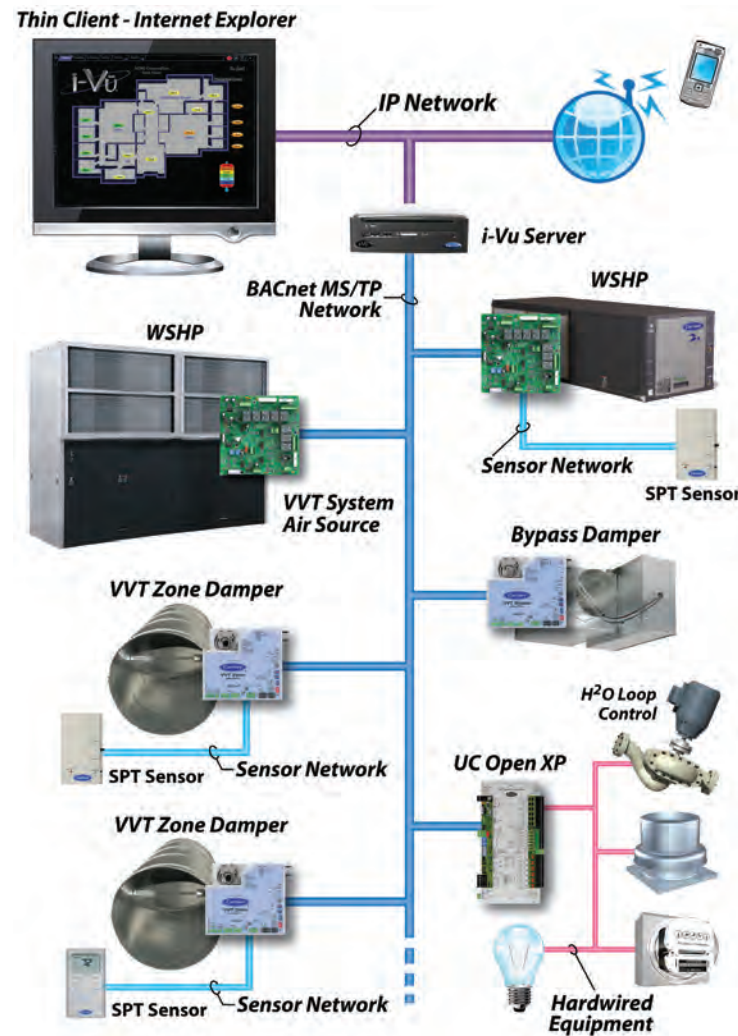 Thin Client - Internet Explorer
i-Vu
IP Network
i-Vu Server
BACnet MS/TP
Network
WSHP
WSHP
Sensor Network
SPT Sensor
VVT System
Air Source
Bypass Damper
VVT Zone Damper
H²O Loop
Control
SPT Sensor
Sensor Network
UC Open XP
VVT Zone Damper
SPT Sensor
Sensor Network
Hardwired
Equipment